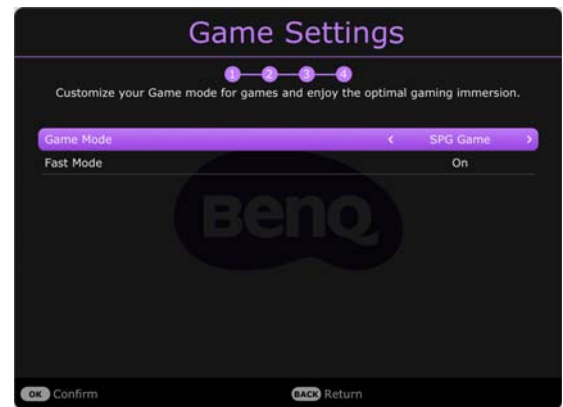 Game Settings
1 2 3 4
Customize your Game mode for games and enjoy the optimal gaming immersion.
Game Mode < SPG Game >
Fast Mode On
BenQ
OK Confirm BACK Return